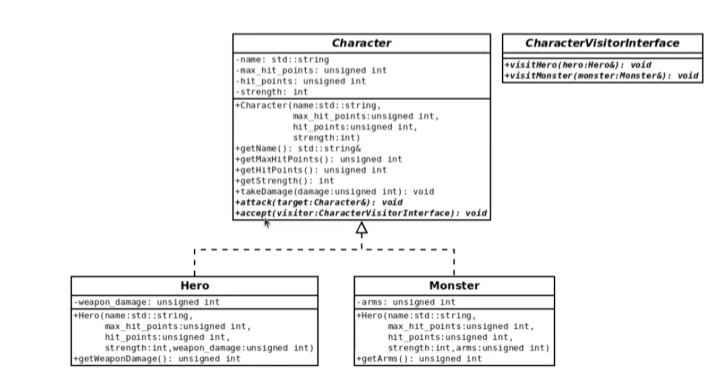 Character
-name: std::string
-max_hit_points: unsigned int
-hit_points: unsigned int
-strength: int
+Character(name:std::string,
max_hit_points:unsigned int,
hit_points:unsigned int,
strength:int)
+getName(): std::string&
+getMaxHitPoints(): unsigned int
+getHitPoints(): unsigned int
+getStrength(): int
+takeDamage(damage:unsigned int): void
+attack(target:Character&): void
+accept(visitor:CharacterVisitorInterface): void
CharacterVisitorInterface
+visitHero(hero:Hero&): void
+visitMonster(monster:Monster&): void
Hero
-weapon_damage: unsigned int
+Hero(name:std::string,
max_hit_points:unsigned int,
hit_points:unsigned int,
strength:int,weapon_damage:unsigned int)
+getWeaponDamage(): unsigned int
Monster
-arms: unsigned int
+Hero(name:std::string,
max_hit_points:unsigned int,
hit_points:unsigned int,
strength:int,arms:unsigned int)
+getArms(): unsigned int